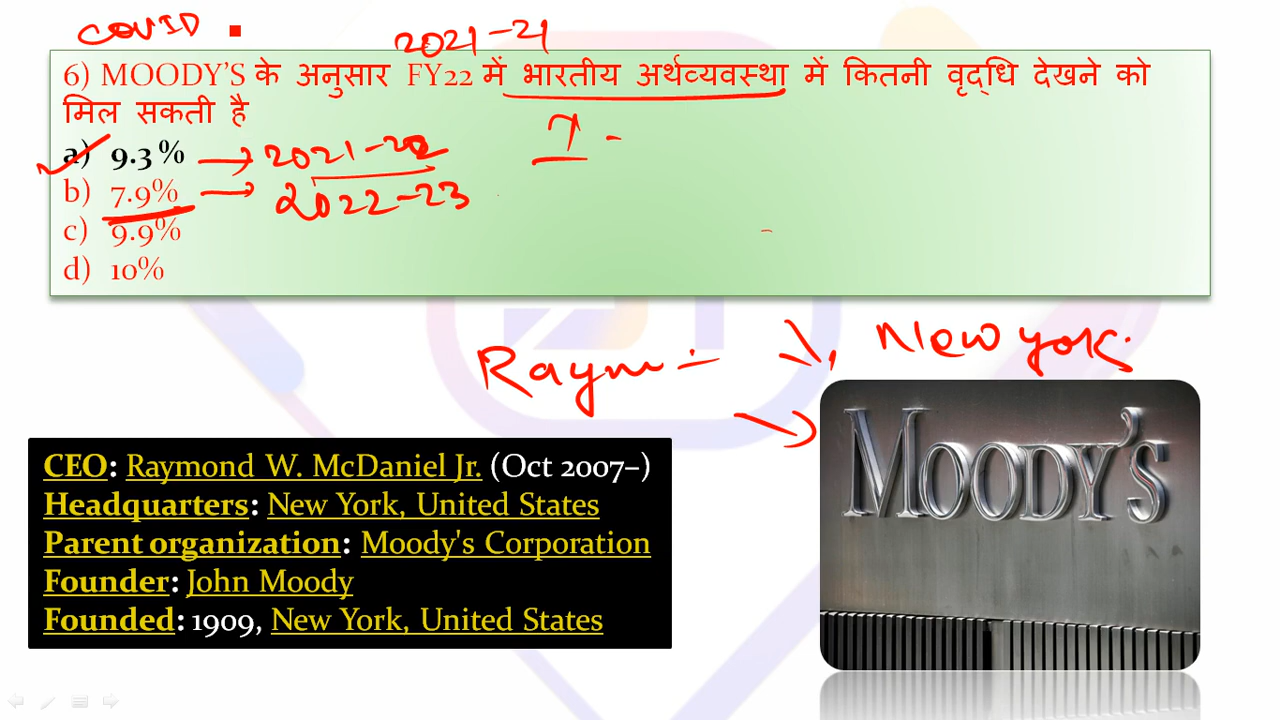 COVID
2021-21
6) MOODY'S के अनुसार FY22 में भारतीय अर्थव्यवस्था में कितनी वृद्धि देखने को
मिल सकती है
7 -
a) 9.3% → 2021-22
b) 7.9% → 2022-23
c) 9.9%
d) 10%
New York.
CEO: Raymond W. McDaniel Jr. (Oct 2007–)
Headquarters: New York, United States
Parent organization: Moody's Corporation
Founder: John Moody
Founded: 1909, New York, United States
MOODY'S